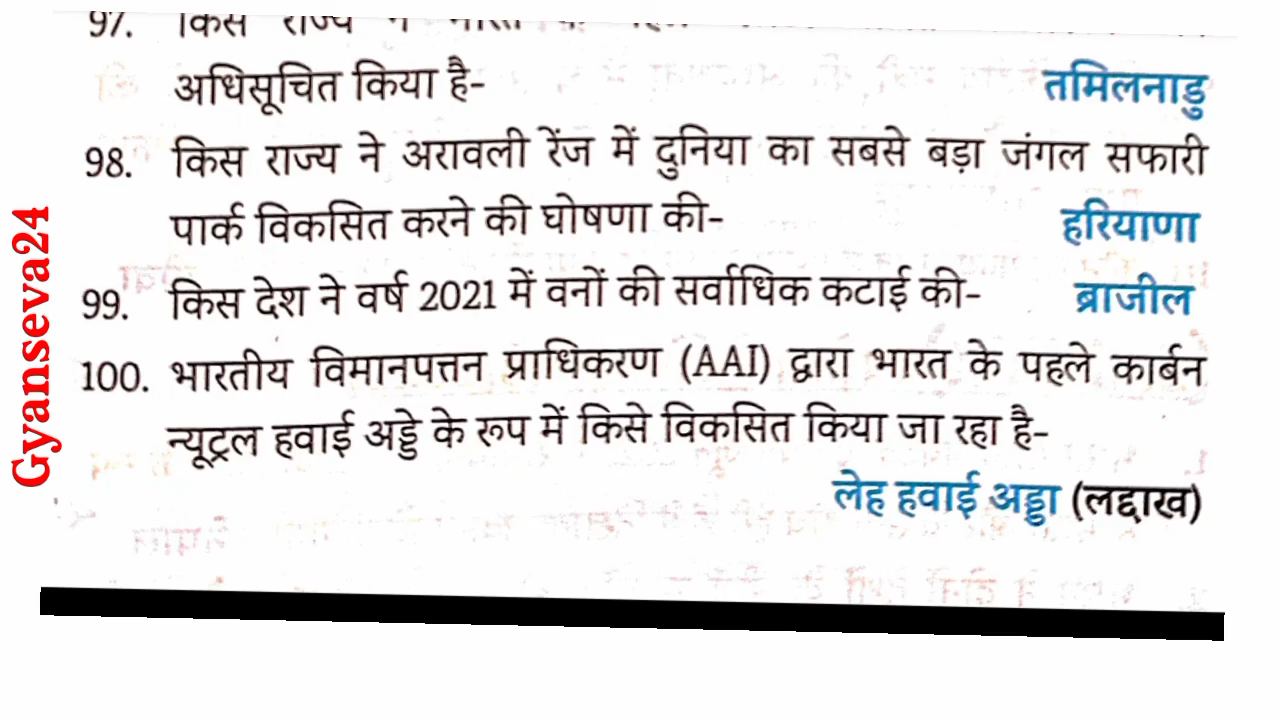 97. किस राज्य ने
अधिसूचित किया है- तमिलनाडु
98. किस राज्य ने अरावली रेंज में दुनिया का सबसे बड़ा जंगल सफारी
पार्क विकसित करने की घोषणा की- हरियाणा
99. किस देश ने वर्ष 2021 में वनों की सर्वाधिक कटाई की- ब्राजील
100. भारतीय विमानपत्तन प्राधिकरण (AAI) द्वारा भारत के पहले कार्बन
न्यूट्रल हवाई अड्डे के रूप में किसे विकसित किया जा रहा है-
लेह हवाई अड्डा (लद्दाख)
Gyanseva24